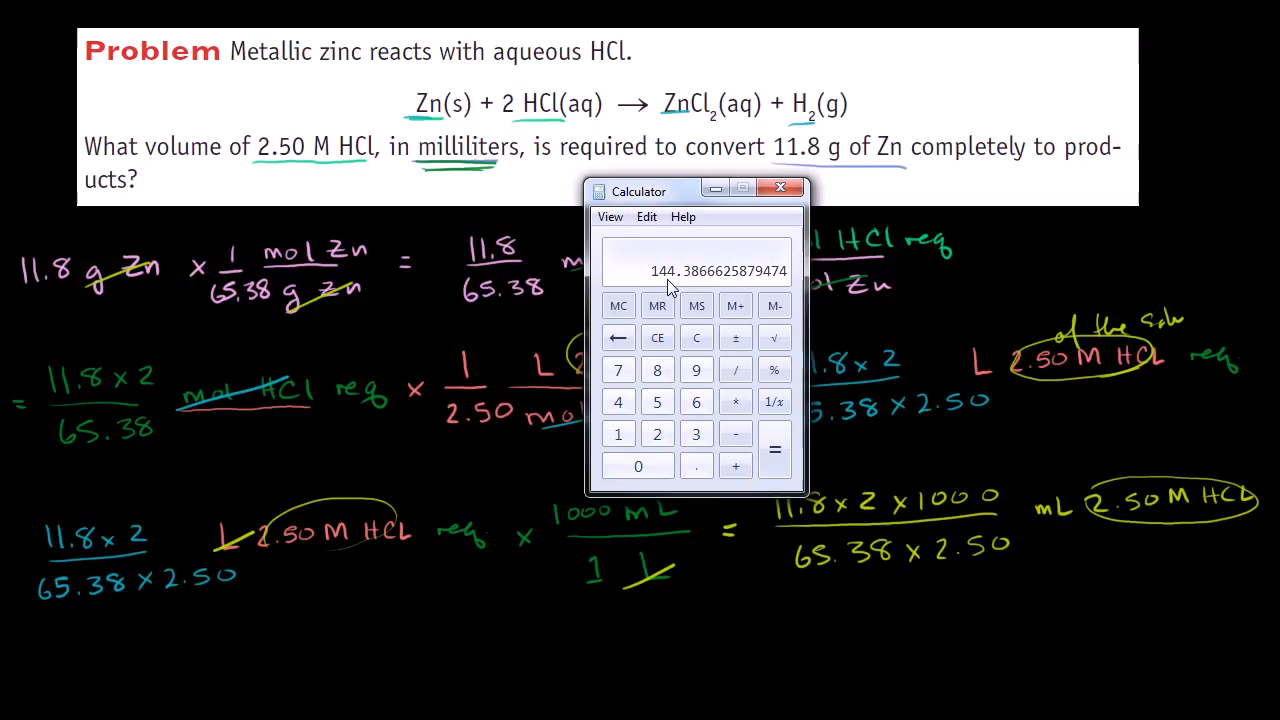 Problem Metallic zinc reacts with aqueous HCl.
Zn(s) + 2 HCl(aq) → ZnCl2(aq) + H2(g)
What volume of 2.50 M HCl, in milliliters, is required to convert 11.8 g of Zn completely to prod-
ucts?
Calculator
View Edit Help
144.3866625879474
MC MR MS M+ M-
← CE C ± √
7 8 9 / %
4 5 6 * 1/x
1 2 3 - =
0 . +
11.8 g Zn × 1 mol Zn / 65.38 g Zn = 11.8 / 65.38 HCl req / Zn
of the
= 11.8 × 2 / 65.38 mol HCl req × 1 L / 2.50 .8 × 2 / 5.38 × 2.50 L 2.50 M HCL req
11.8 × 2 / 65.38 × 2.50 L 2.50 M HCL req × 1000 mL / 1 L = 11.8 × 2 × 1000 / 65.38 × 2.50 mL 2.50 M HCL